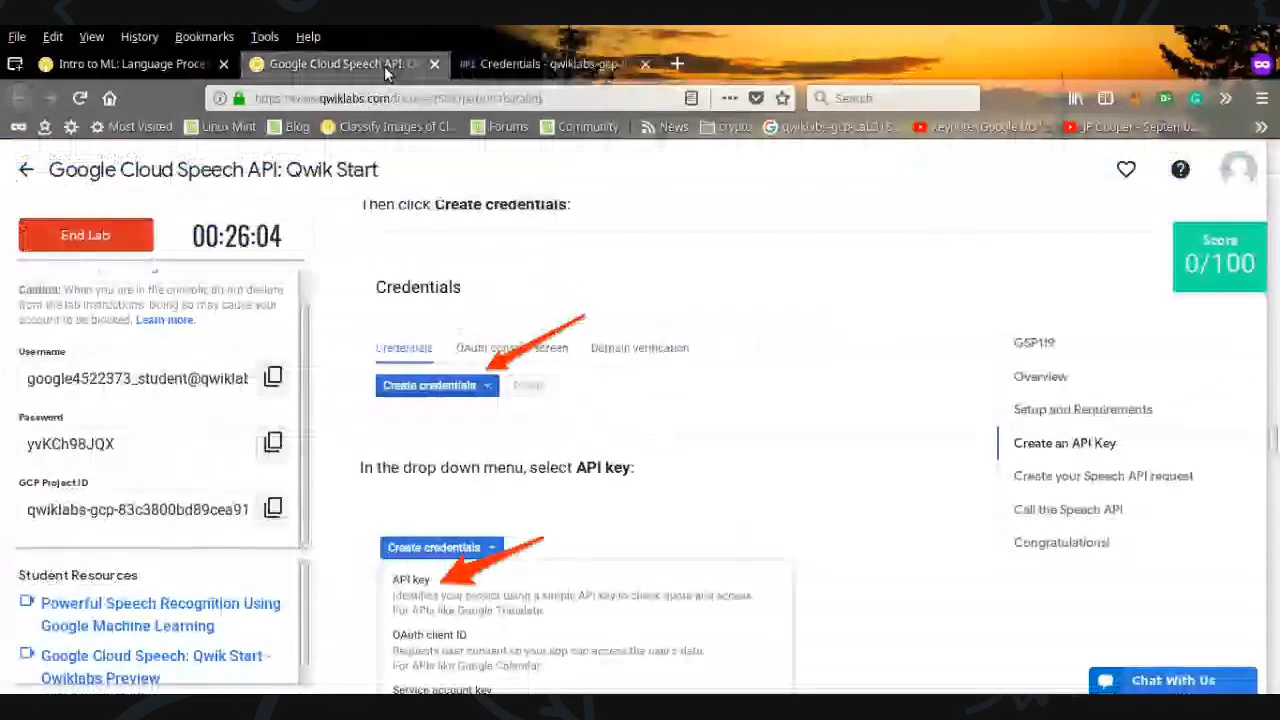 File Edit View History Bookmarks Tools Help
Intro to ML: Language Proce
Google Cloud Speech API: Q
Credentials - qwiklabs-gcp-
qwiklabs.com
Search
Most Visited
Linux Mint
Blog
Classify Images of Cl...
Forums
Community
News
crypto
Google Cloud Speech API: Qwik Start
End Lab
00:26:04
Caution: When you are in the console, do not deviate
from the lab instructions. Doing so may cause your
account to be blocked. Learn more.
Username
google4522373_student@qwiklab
Password
yvKCh98JQX
GCP Project ID
qwiklabs-gcp-83c3800bd89cea91
Student Resources
Powerful Speech Recognition Using
Google Machine Learning
Google Cloud Speech: Qwik Start -
Qwiklabs Preview
Then click Create credentials:
Credentials
Credentials OAuth consent screen Domain verification
Create credentials
In the drop down menu, select API key:
Create credentials
API key
Identifies your project using a simple API key to check quota and access.
For APIs like Google Translate.
OAuth client ID
Requests user consent so your app can access the user's data.
For APIs like Google Calendar.
Service account key
Score
0/100
GSP119
Overview
Setup and Requirements
Create an API Key
Create your Speech API request
Call the Speech API
Congratulations!
Chat With Us